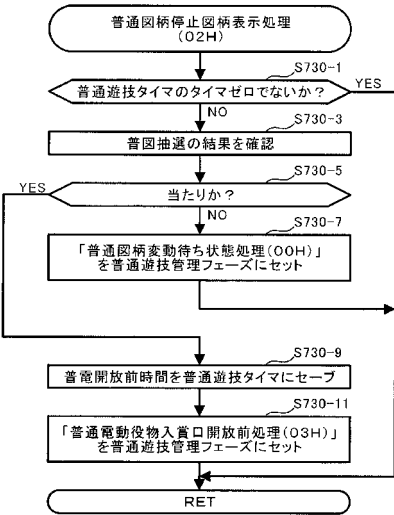 普通図柄停止図柄表示処理
(02H)
S730-1
普通遊技タイマのタイマゼロでないか？
YES
NO
S730-3
普図抽選の結果を確認
S730-5
YES
当たりか？
NO
S730-7
「普通図柄変動待ち状態処理(00H)」
を普通遊技管理フェーズにセット
S730-9
普電開放前時間を普通遊技タイマにセーブ
S730-11
「普通電動役物入賞口開放前処理(03H)」
を普通遊技管理フェーズにセット
RET